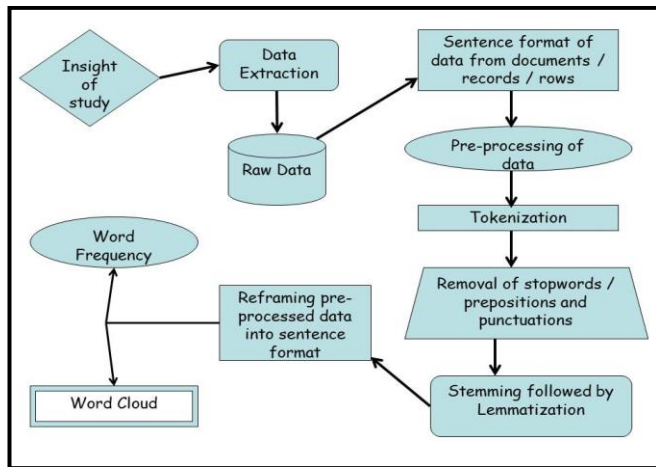 Insight
of
study
Data
Extraction
Raw Data
Sentence format of
data from documents /
records / rows
Pre-processing of
data
Tokenization
Removal of stopwords /
prepositions and
punctuations
Stemming followed by
Lemmatization
Reframing pre-
processed data
into sentence
format
Word
Frequency
Word Cloud